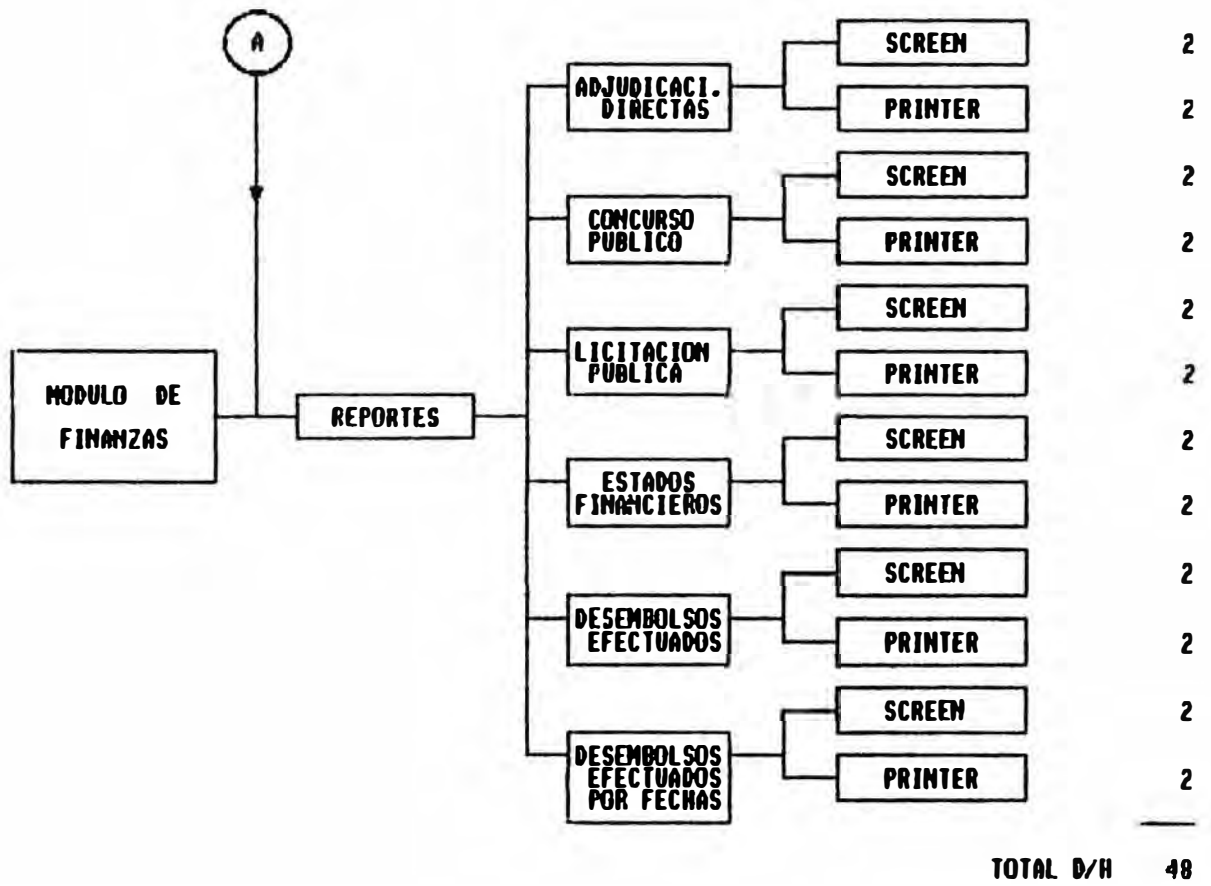 A
SCREEN 2
ADJUDICACI.
DIRECTAS
PRINTER 2
SCREEN 2
CONCURSO
PUBLICO
PRINTER 2
SCREEN 2
LICITACION
PUBLICA
PRINTER 2
MODULO DE
FINANZAS
REPORTES
SCREEN 2
ESTADOS
FINANCIEROS
PRINTER 2
SCREEN 2
DESEMBOLSOS
EFECTUADOS
PRINTER 2
SCREEN 2
DESEMBOLSOS
EFECTUADOS
POR FECHAS
PRINTER 2
TOTAL D/H 48